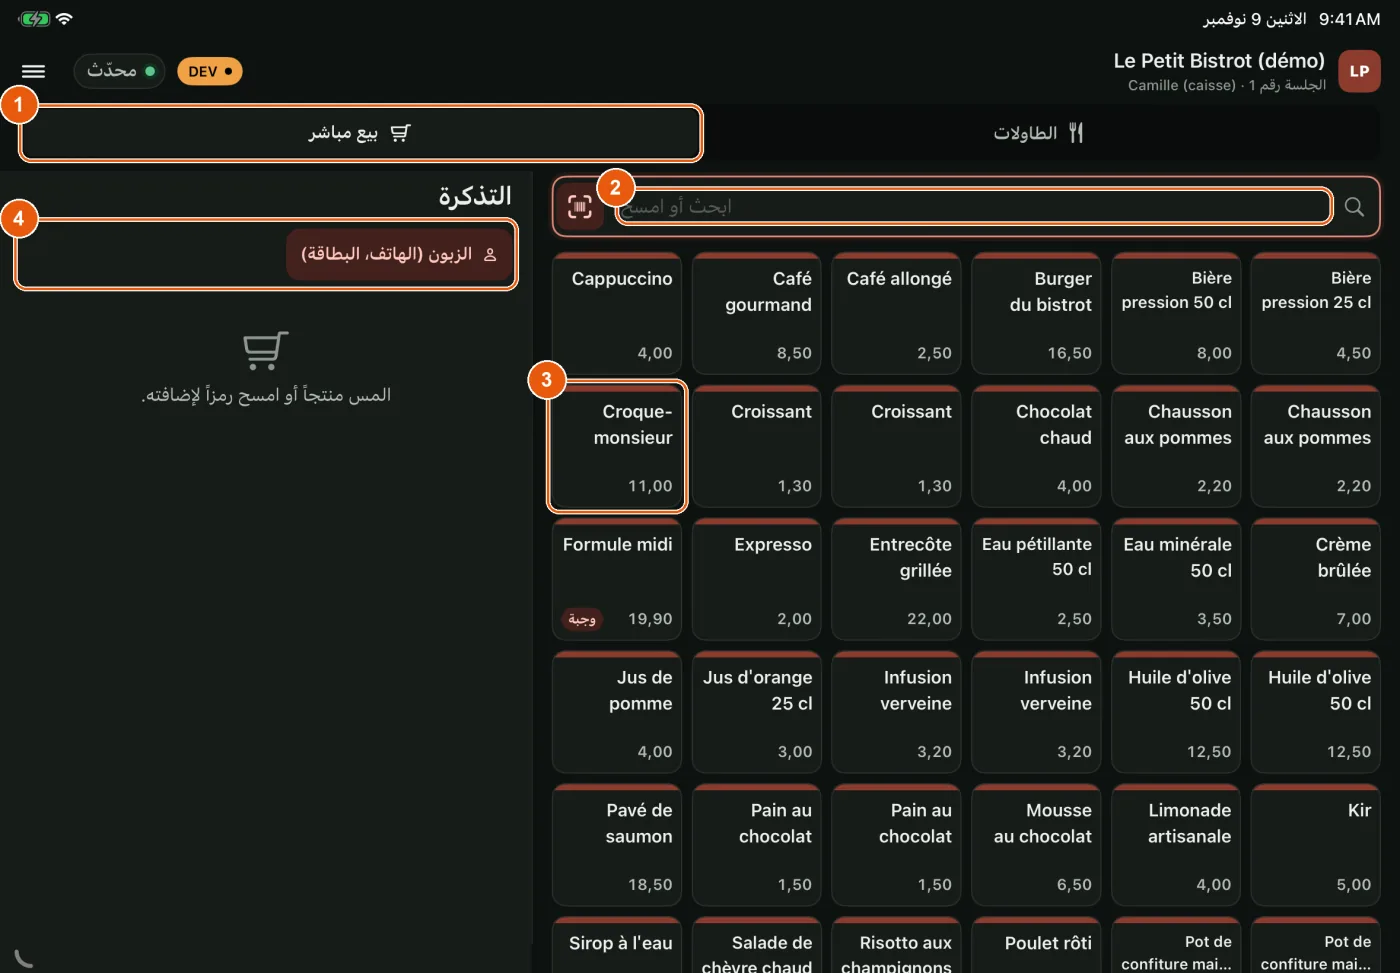 9:41AM الاثنين 9 نوفمبر
Le Petit Bistrot (démo)
LP
الجلسة رقم 1 · Camille (caisse)
DEV
محدّث
الطاولات
بيع مباشر
1
2
ابحث أو امسح
التذكرة
4
الزبون (الهاتف، البطاقة)
المس منتجاً أو امسح رمزاً لإضافته.
Bière
pression 25 cl
4,50
Bière
pression 50 cl
8,00
Burger
du bistrot
16,50
Café allongé
2,50
Café
gourmand
8,50
Cappuccino
4,00
Chausson
aux pommes
2,20
Chausson
aux pommes
2,20
Chocolat
chaud
4,00
Croissant
1,30
Croissant
1,30
3
Croque-
monsieur
11,00
Crème
brûlée
7,00
Eau minérale
50 cl
3,50
Eau pétillante
50 cl
2,50
Entrecôte
grillée
22,00
Expresso
2,00
Formule midi
19,90
وجبة
Huile d'olive
50 cl
12,50
Huile d'olive
50 cl
12,50
Infusion
verveine
3,20
Infusion
verveine
3,20
Jus d'orange
25 cl
3,00
Jus de
pomme
4,00
Kir
5,00
Limonade
artisanale
4,00
Mousse
au chocolat
6,50
Pain au
chocolat
1,50
Pain au
chocolat
1,50
Pavé de
saumon
18,50
Pot de
confiture mai...
Pot de
confiture mai...
Poulet rôti
Risotto aux
champignons
Salade de
chèvre chaud
Sirop à l'eau